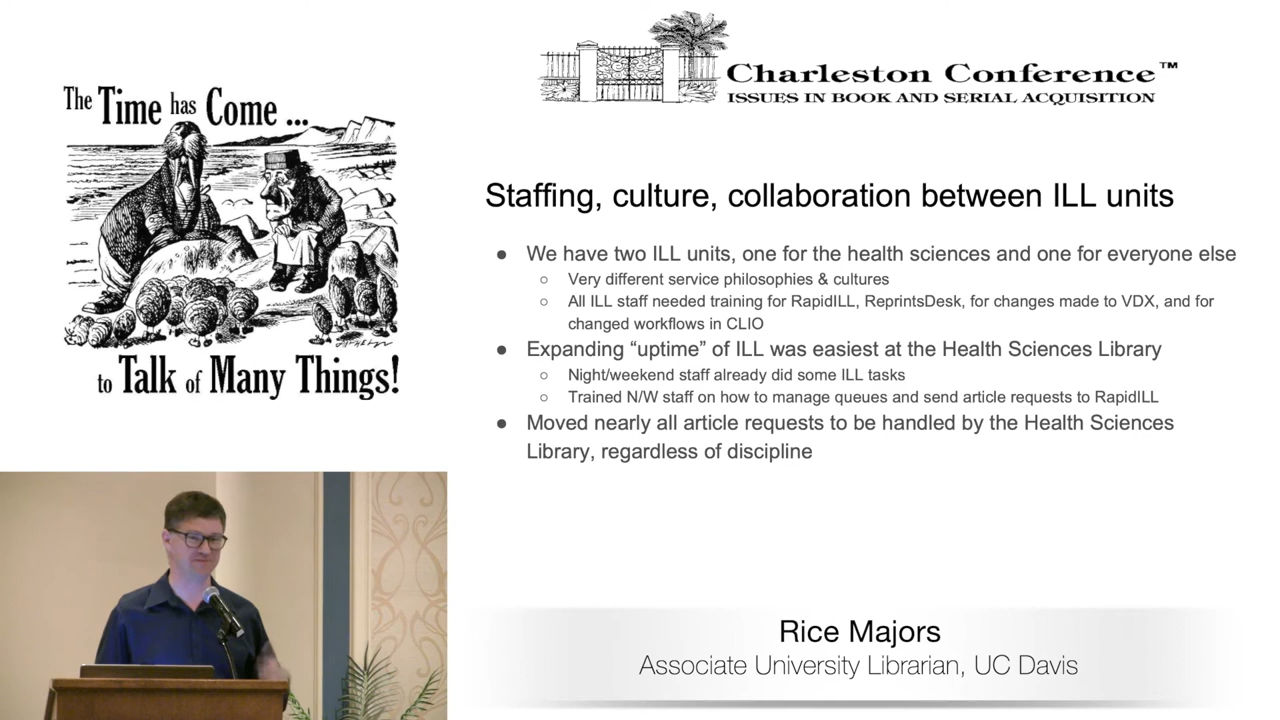 The Time has Come ...
to Talk of Many Things!
Charleston Conference™
ISSUES IN BOOK AND SERIAL ACQUISITION
Staffing, culture, collaboration between ILL units
● We have two ILL units, one for the health sciences and one for everyone else
○ Very different service philosophies & cultures
○ All ILL staff needed training for RapidILL, ReprintsDesk, for changes made to VDX, and for
changed workflows in CLIO
● Expanding “uptime” of ILL was easiest at the Health Sciences Library
○ Night/weekend staff already did some ILL tasks
○ Trained N/W staff on how to manage queues and send article requests to RapidILL
● Moved nearly all article requests to be handled by the Health Sciences
Library, regardless of discipline
Rice Majors
Associate University Librarian, UC Davis